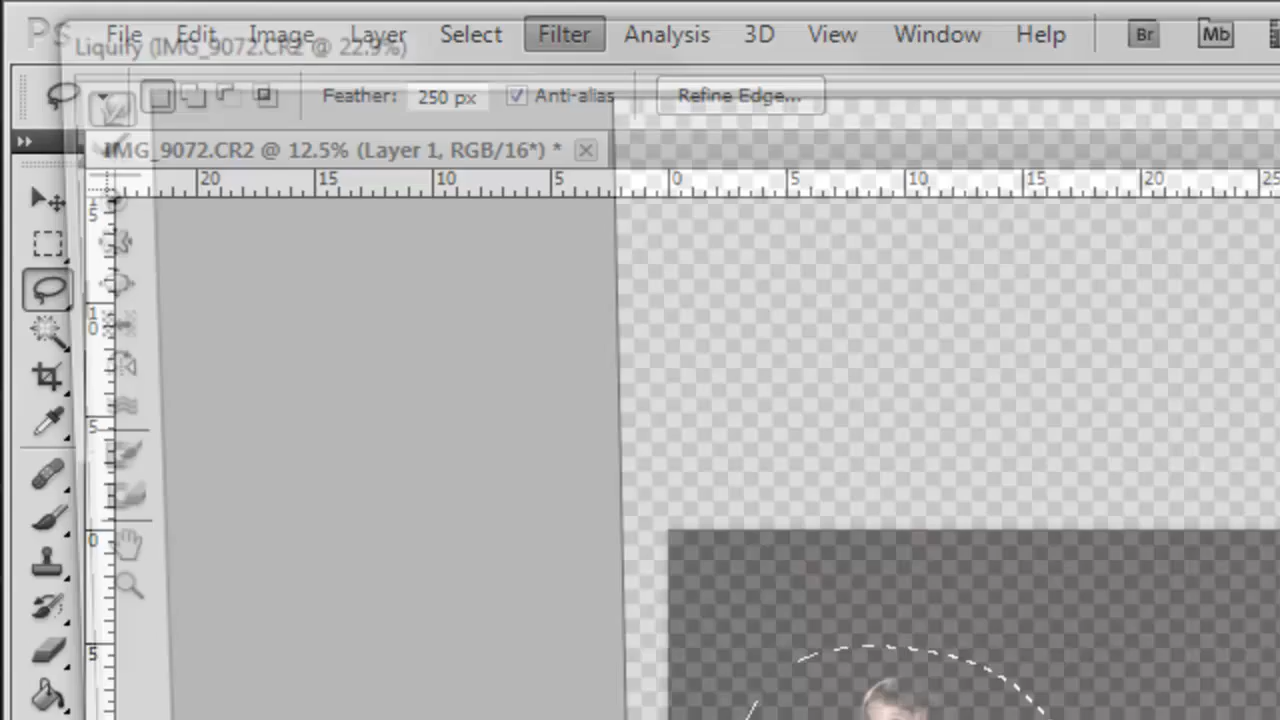 PS File Edit Image Layer Select Filter Analysis 3D View Window Help Br Mb
Liquify (IMG_9072.CR2 @ 22.9%)
Feather: 250 px Anti-alias Refine Edge...
IMG_9072.CR2 @ 12.5% (Layer 1, RGB/16*) *
20 15 10 5 0 5 10 15 20 25
5
10
5
0
5